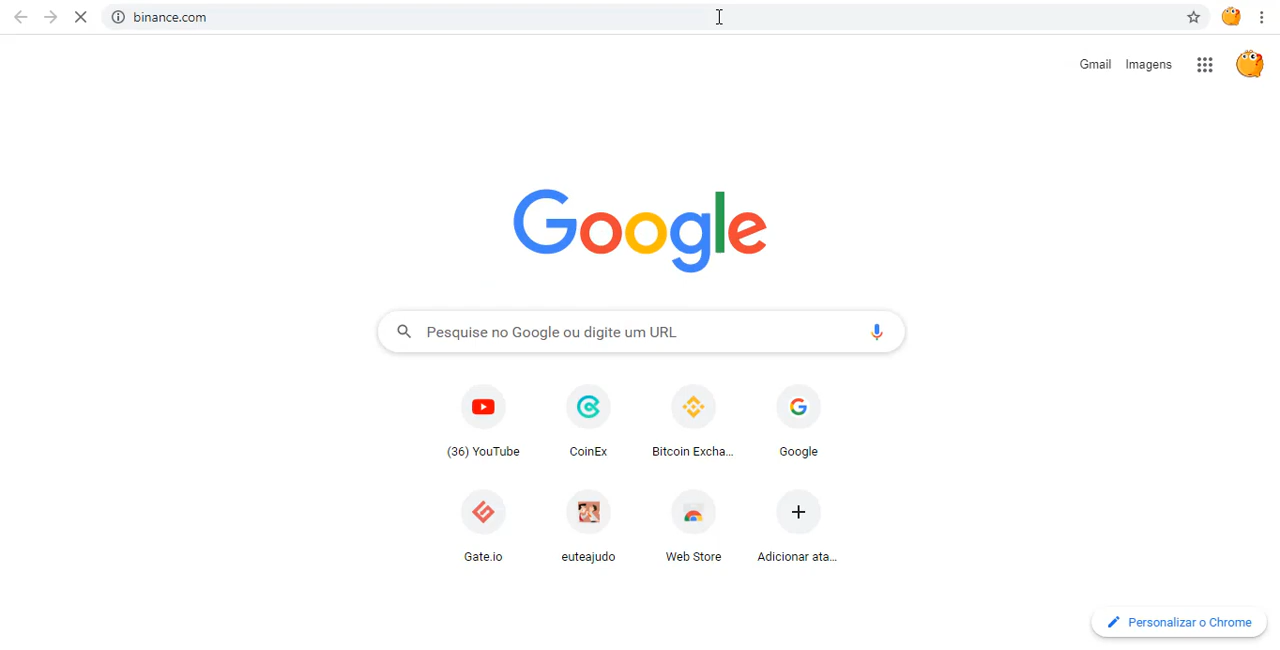 binance.com
Gmail Imagens
Google
Pesquise no Google ou digite um URL
(36) YouTube CoinEx Bitcoin Excha... Google
Gate.io euteajudo Web Store Adicionar ata...
Personalizar o Chrome